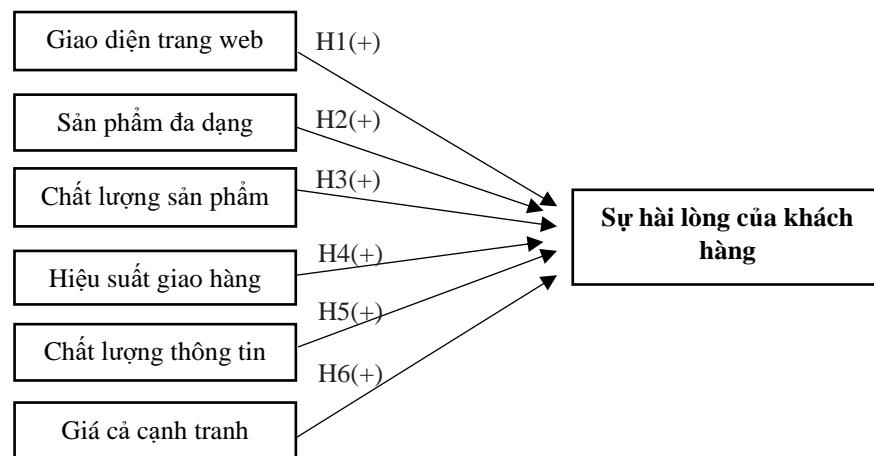 Giao diện trang web
H1(+)
Sản phẩm đa dạng
H2(+)
Chất lượng sản phẩm
H3(+)
Sự hài lòng của khách
hàng
Hiệu suất giao hàng
H4(+)
H5(+)
Chất lượng thông tin
H6(+)
Giá cả cạnh tranh